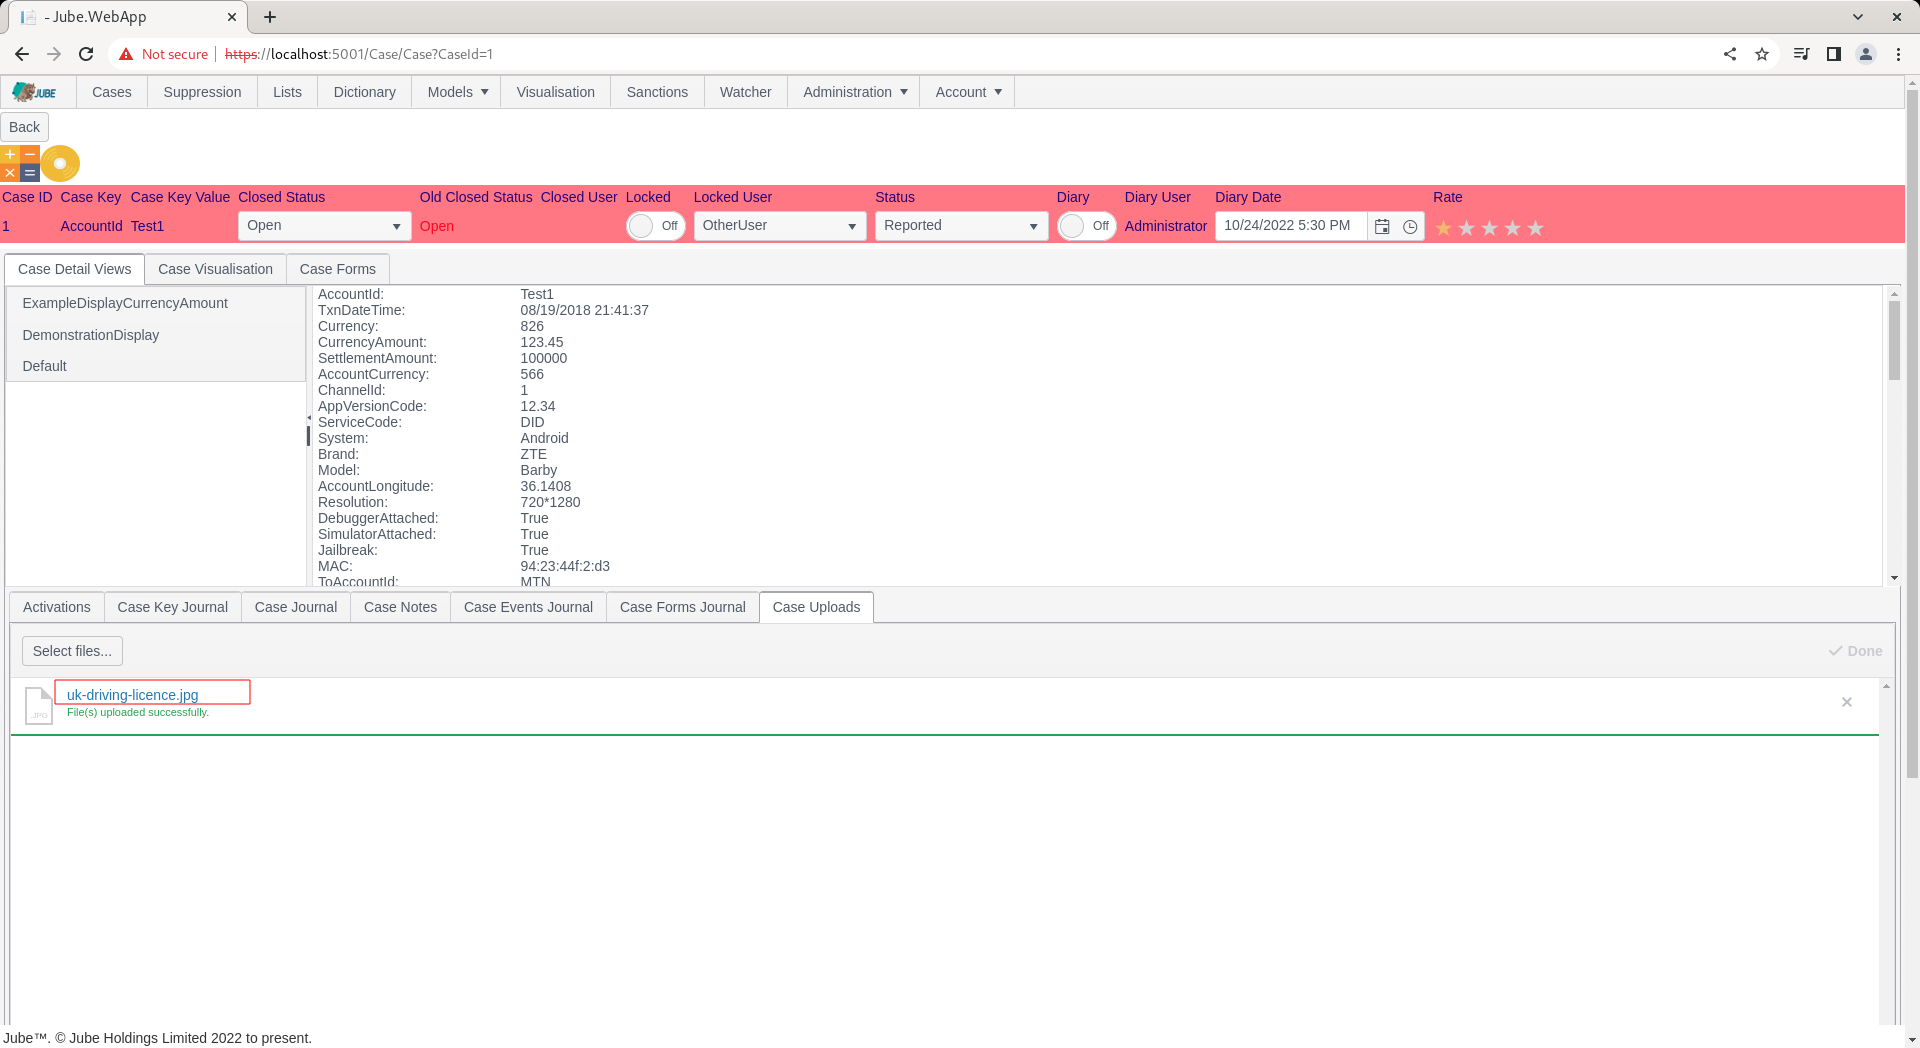 - Jube.WebApp
Not secure https://localhost:5001/Case/Case?CaseId=1
JUBE Cases Suppression Lists Dictionary Models Visualisation Sanctions Watcher Administration Account
Back
Case ID Case Key Case Key Value Closed Status Old Closed Status Closed User Locked Locked User Status Diary Diary User Diary Date Rate
1 AccountId Test1 Open Open Off OtherUser Reported Off Administrator 10/24/2022 5:30 PM
Case Detail Views Case Visualisation Case Forms
ExampleDisplayCurrencyAmount
DemonstrationDisplay
Default
AccountId: Test1
TxnDateTime: 08/19/2018 21:41:37
Currency: 826
CurrencyAmount: 123.45
SettlementAmount: 100000
AccountCurrency: 566
ChannelId: 1
AppVersionCode: 12.34
ServiceCode: DID
System: Android
Brand: ZTE
Model: Barby
AccountLongitude: 36.1408
Resolution: 720*1280
DebuggerAttached: True
SimulatorAttached: True
Jailbreak: True
MAC: 94:23:44f:2:d3
ToAccountId: MTN
Activations Case Key Journal Case Journal Case Notes Case Events Journal Case Forms Journal Case Uploads
Select files... Done
uk-driving-licence.jpg
.JPG File(s) uploaded successfully.
Jube™. © Jube Holdings Limited 2022 to present.